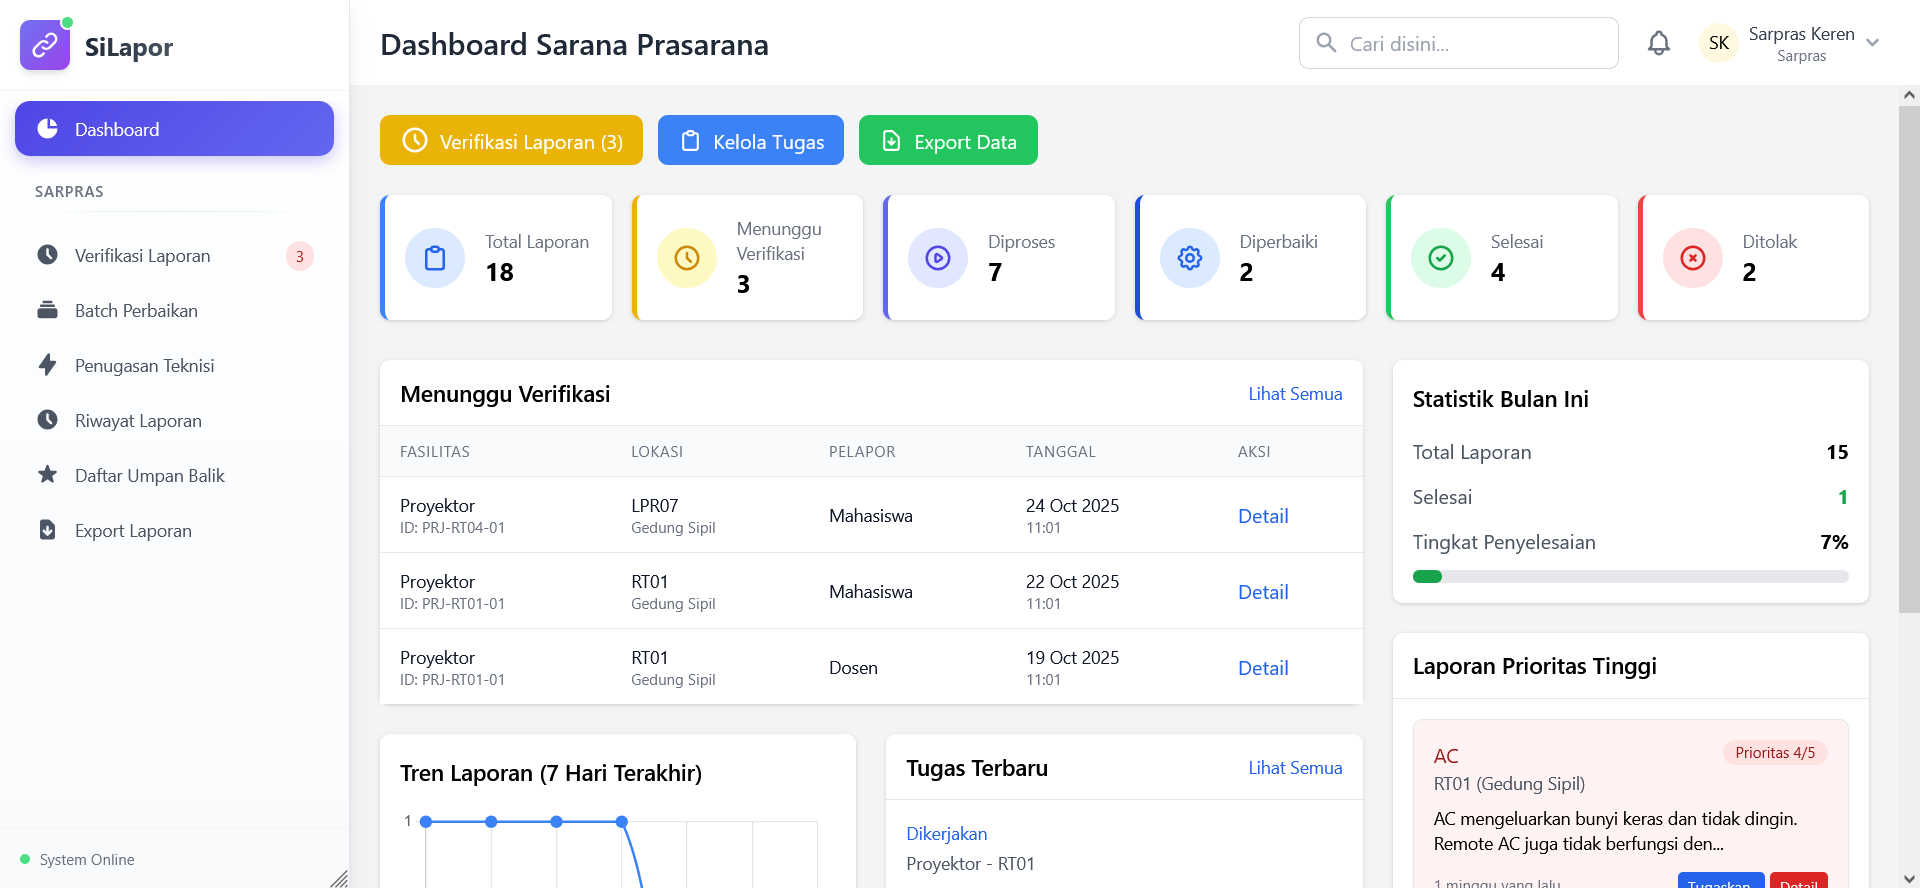 SiLapor
Dashboard
SARPRAS
Verifikasi Laporan 3
Batch Perbaikan
Penugasan Teknisi
Riwayat Laporan
Daftar Umpan Balik
Export Laporan
System Online
Dashboard Sarana Prasarana
Cari disini...
SK
Sarpras Keren
Sarpras
Verifikasi Laporan (3)
Kelola Tugas
Export Data
Total Laporan
18
Menunggu
Verifikasi
3
Diproses
7
Diperbaiki
2
Selesai
4
Ditolak
2
Menunggu Verifikasi
Lihat Semua
FASILITAS LOKASI PELAPOR TANGGAL AKSI
Proyektor LPR07 Mahasiswa 24 Oct 2025 Detail
ID: PRJ-RT04-01 Gedung Sipil 11:01
Proyektor RT01 Mahasiswa 22 Oct 2025 Detail
ID: PRJ-RT01-01 Gedung Sipil 11:01
Proyektor RT01 Dosen 19 Oct 2025 Detail
ID: PRJ-RT01-01 Gedung Sipil 11:01
Statistik Bulan Ini
Total Laporan 15
Selesai 1
Tingkat Penyelesaian 7%
Tren Laporan (7 Hari Terakhir)
1
Tugas Terbaru
Lihat Semua
Dikerjakan
Proyektor - RT01
Laporan Prioritas Tinggi
AC
Prioritas 4/5
RT01 (Gedung Sipil)
AC mengeluarkan bunyi keras dan tidak dingin.
Remote AC juga tidak berfungsi den...
1 minggu yang lalu
Tugaskan
Detail